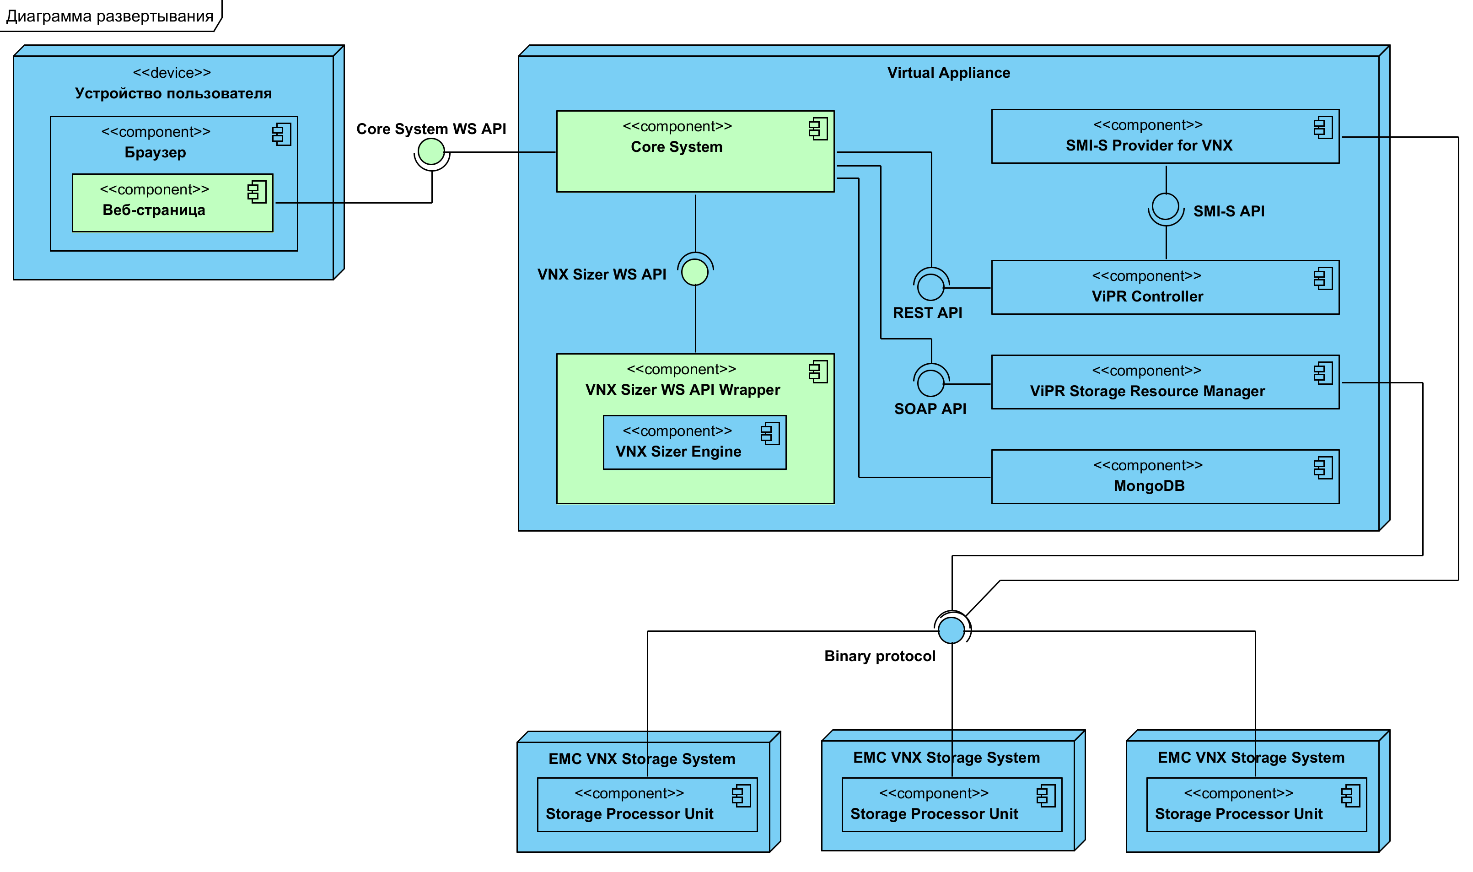 Диаграмма развертывания
<<device>>
Устройство пользователя
<<component>>
Браузер
<<component>>
Веб-страница
Core System WS API
Virtual Appliance
<<component>>
Core System
<<component>>
SMI-S Provider for VNX
SMI-S API
VNX Sizer WS API
<<component>>
ViPR Controller
REST API
<<component>>
VNX Sizer WS API Wrapper
<<component>>
VNX Sizer Engine
<<component>>
ViPR Storage Resource Manager
SOAP API
<<component>>
MongoDB
Binary protocol
EMC VNX Storage System
<<component>>
Storage Processor Unit
EMC VNX Storage System
<<component>>
Storage Processor Unit
EMC VNX Storage System
<<component>>
Storage Processor Unit